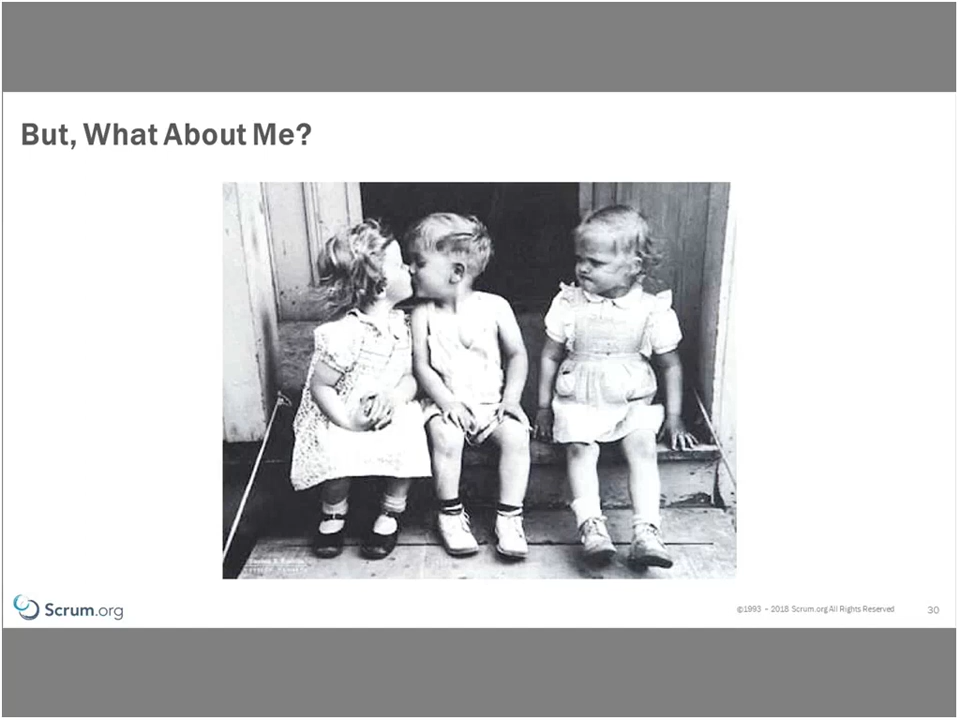 But, What About Me?
Scrum.org
©1993 – 2018 Scrum.org All Rights Reserved
30